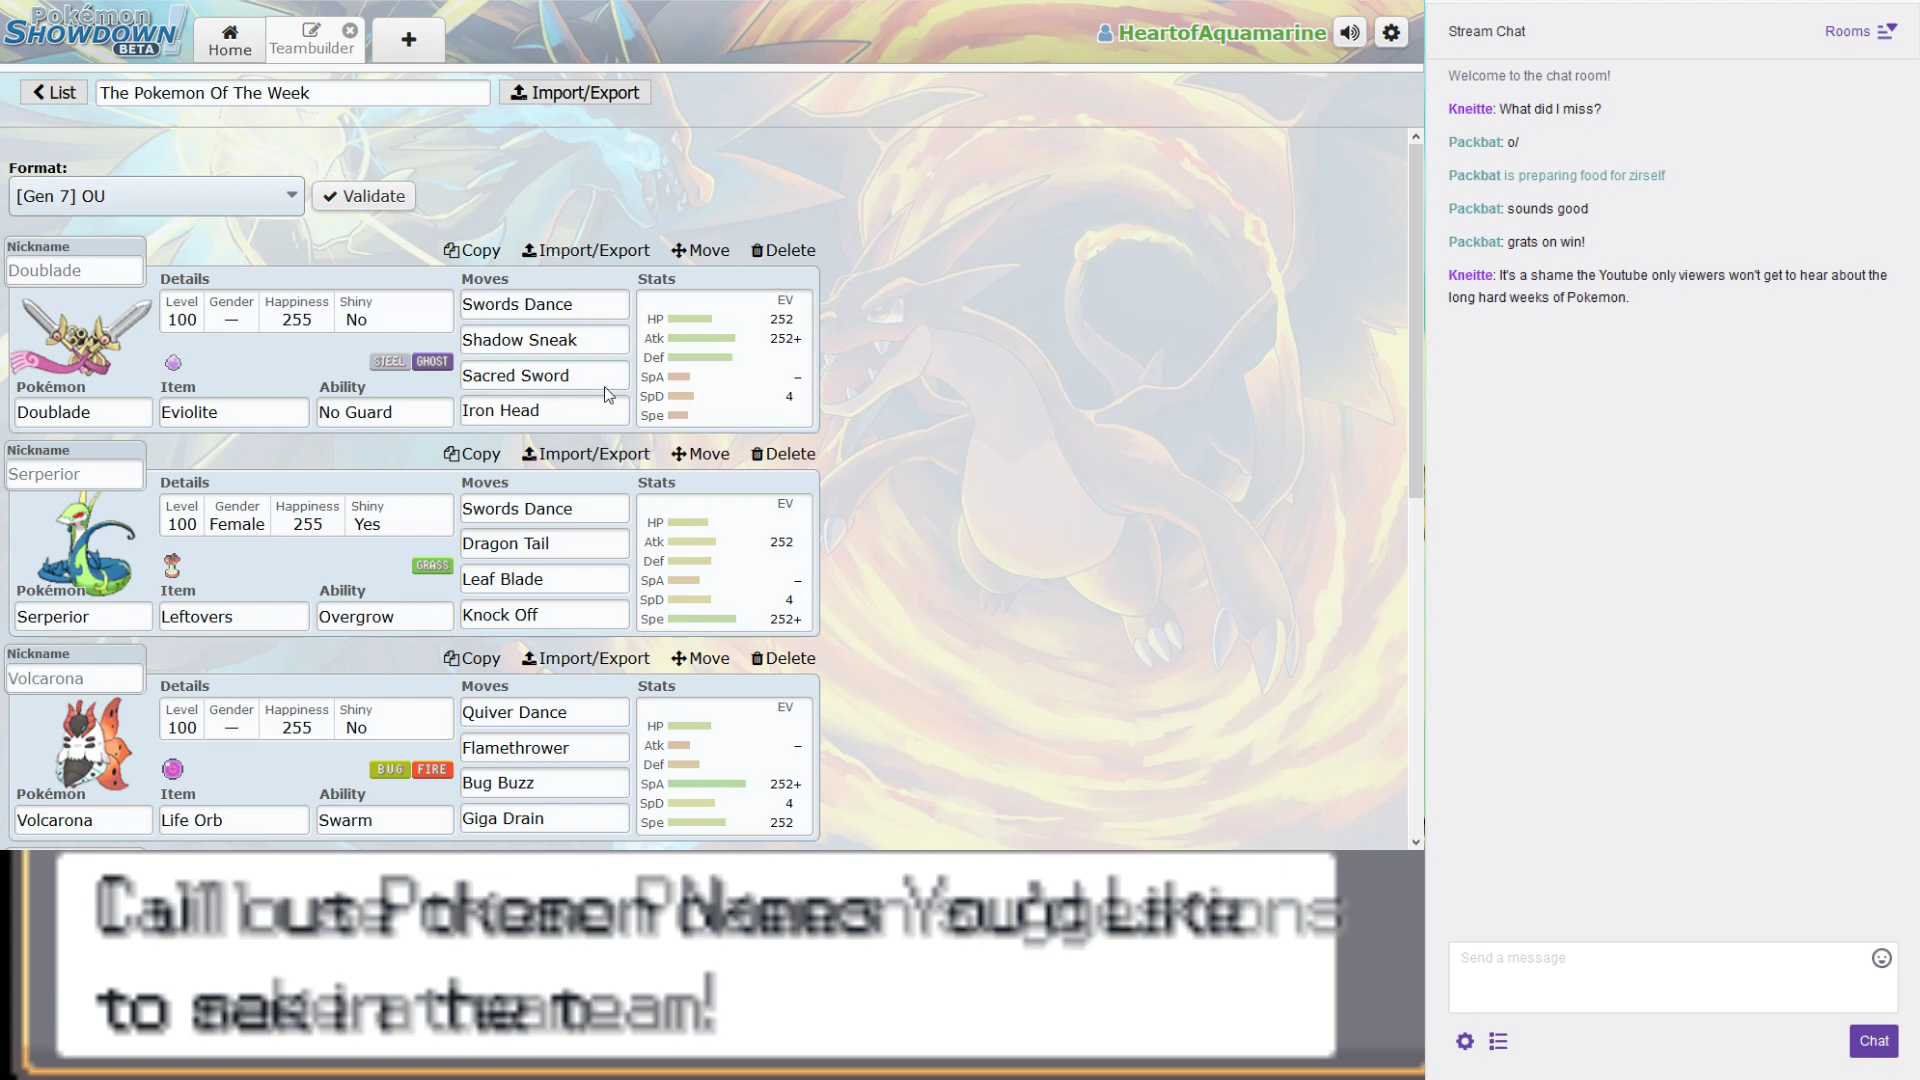 Pokémon
SHOWDOWN!
BETA
Home
Teambuilder
HeartofAquamarine
List
The Pokemon Of The Week
Import/Export
Format:
[Gen 7] OU
Validate
Copy Import/Export Move Delete
Nickname
Doublade
Details Moves Stats
Level Gender Happiness Shiny
100 — 255 No
STEEL GHOST
Pokémon Item Ability
Doublade Eviolite No Guard
Swords Dance
Shadow Sneak
Sacred Sword
Iron Head
EV
HP 252
Atk 252+
Def
SpA –
SpD 4
Spe
Copy Import/Export Move Delete
Nickname
Serperior
Details Moves Stats
Level Gender Happiness Shiny
100 Female 255 Yes
GRASS
Pokémon Item Ability
Serperior Leftovers Overgrow
Swords Dance
Dragon Tail
Leaf Blade
Knock Off
EV
HP
Atk 252
Def
SpA –
SpD 4
Spe 252+
Copy Import/Export Move Delete
Nickname
Volcarona
Details Moves Stats
Level Gender Happiness Shiny
100 — 255 No
BUG FIRE
Pokémon Item Ability
Volcarona Life Orb Swarm
Quiver Dance
Flamethrower
Bug Buzz
Giga Drain
EV
HP
Atk –
Def
SpA 252+
SpD 4
Spe 252
Stream Chat Rooms
Welcome to the chat room!
Kneitte: What did I miss?
Packbat: o/
Packbat is preparing food for zirself
Packbat: sounds good
Packbat: grats on win!
Kneitte: It's a shame the Youtube only viewers won't get to hear about the
long hard weeks of Pokemon.
Send a message
Chat